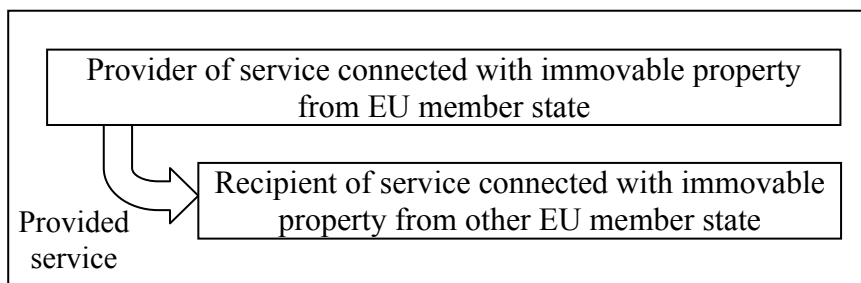 Provider of service connected with immovable property
from EU member state
Recipient of service connected with immovable
property from other EU member state
Provided
service